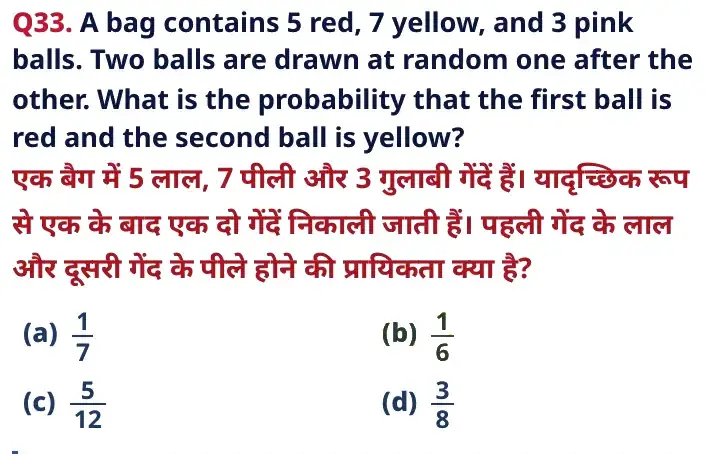 Q33. A bag contains 5 red, 7 yellow, and 3 pink
balls. Two balls are drawn at random one after the
other. What is the probability that the first ball is
red and the second ball is yellow?
एक बैग में 5 लाल, 7 पीली और 3 गुलाबी गेंदें हैं। यादृच्छिक रूप
से एक के बाद एक दो गेंदें निकाली जाती हैं। पहली गेंद के लाल
और दूसरी गेंद के पीले होने की प्रायिकता क्या है?
(a) 1/7 (b) 1/6
(c) 5/12 (d) 3/8